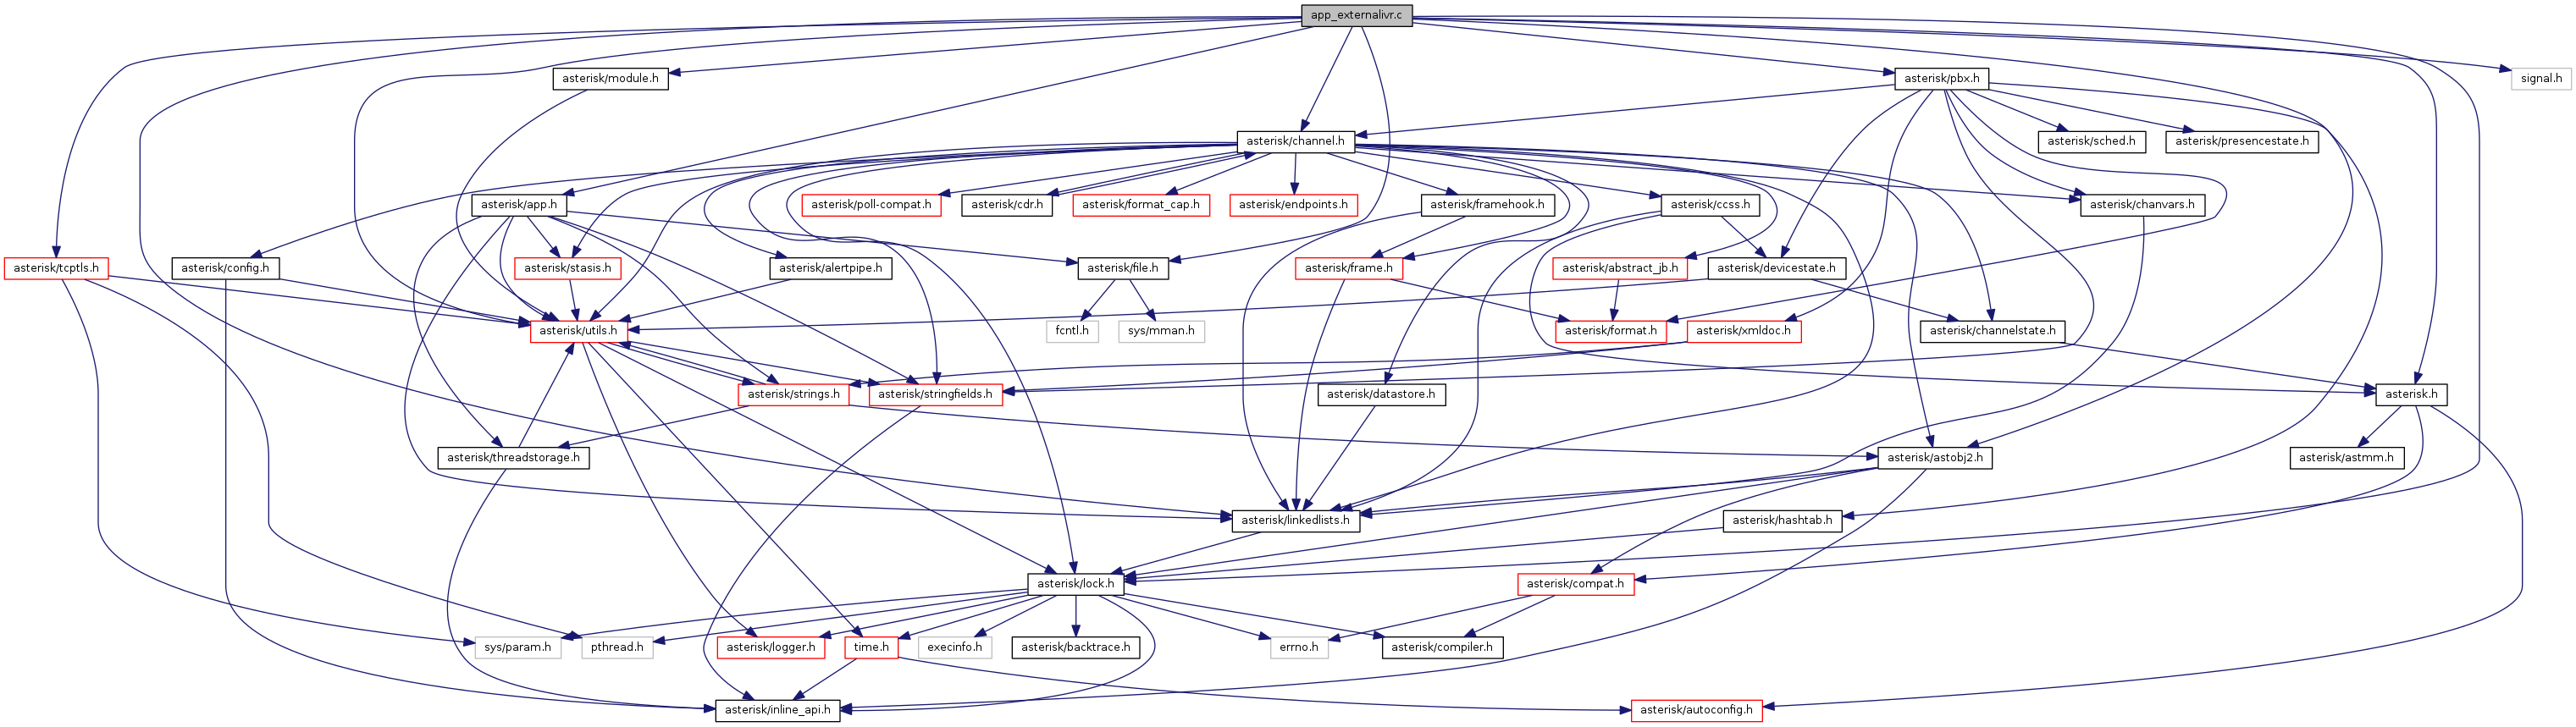 app_externalivr.c
asterisk/module.h
asterisk/pbx.h
signal.h
asterisk/channel.h
asterisk/sched.h
asterisk/presencestate.h
asterisk/app.h
asterisk/poll-compat.h
asterisk/cdr.h
asterisk/format_cap.h
asterisk/endpoints.h
asterisk/framehook.h
asterisk/ccss.h
asterisk/chanvars.h
asterisk/tcptls.h
asterisk/config.h
asterisk/stasis.h
asterisk/alertpipe.h
asterisk/file.h
asterisk/frame.h
asterisk/abstract_jb.h
asterisk/devicestate.h
asterisk/utils.h
fcntl.h
sys/mman.h
asterisk/format.h
asterisk/xmldoc.h
asterisk/channelstate.h
asterisk/strings.h
asterisk/stringfields.h
asterisk/datastore.h
asterisk.h
asterisk/threadstorage.h
asterisk/astobj2.h
asterisk/astmm.h
asterisk/linkedlists.h
asterisk/hashtab.h
asterisk/lock.h
asterisk/compat.h
sys/param.h
pthread.h
asterisk/logger.h
time.h
execinfo.h
asterisk/backtrace.h
errno.h
asterisk/compiler.h
asterisk/inline_api.h
asterisk/autoconfig.h